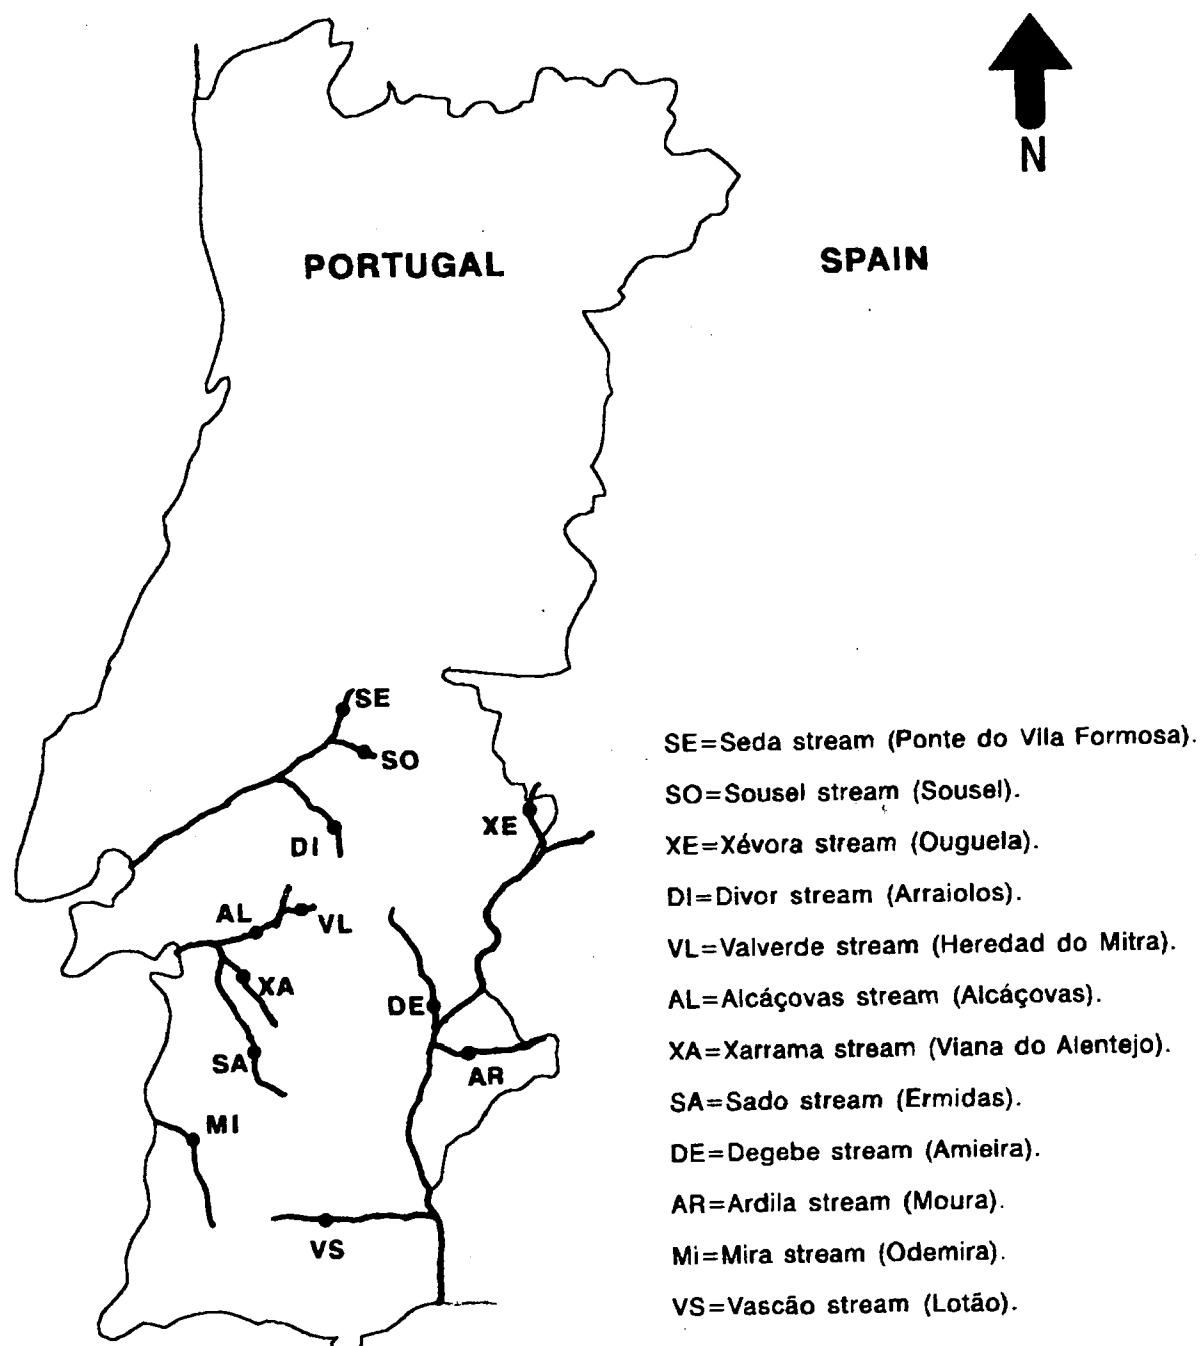 N
PORTUGAL
SPAIN
SE
SO
DI
XE
AL
VL
XA
DE
SA
AR
MI
VS
SE=Seda stream (Ponte do Vila Formosa).
SO=Sousel stream (Sousel).
XE=Xévora stream (Ouguela).
DI=Divor stream (Arraiolos).
VL=Valverde stream (Heredad do Mitra).
AL=Alcáçovas stream (Alcáçovas).
XA=Xarrama stream (Viana do Alentejo).
SA=Sado stream (Ermidas).
DE=Degebe stream (Amieira).
AR=Ardila stream (Moura).
Mi=Mira stream (Odemira).
VS=Vascão stream (Lotão).